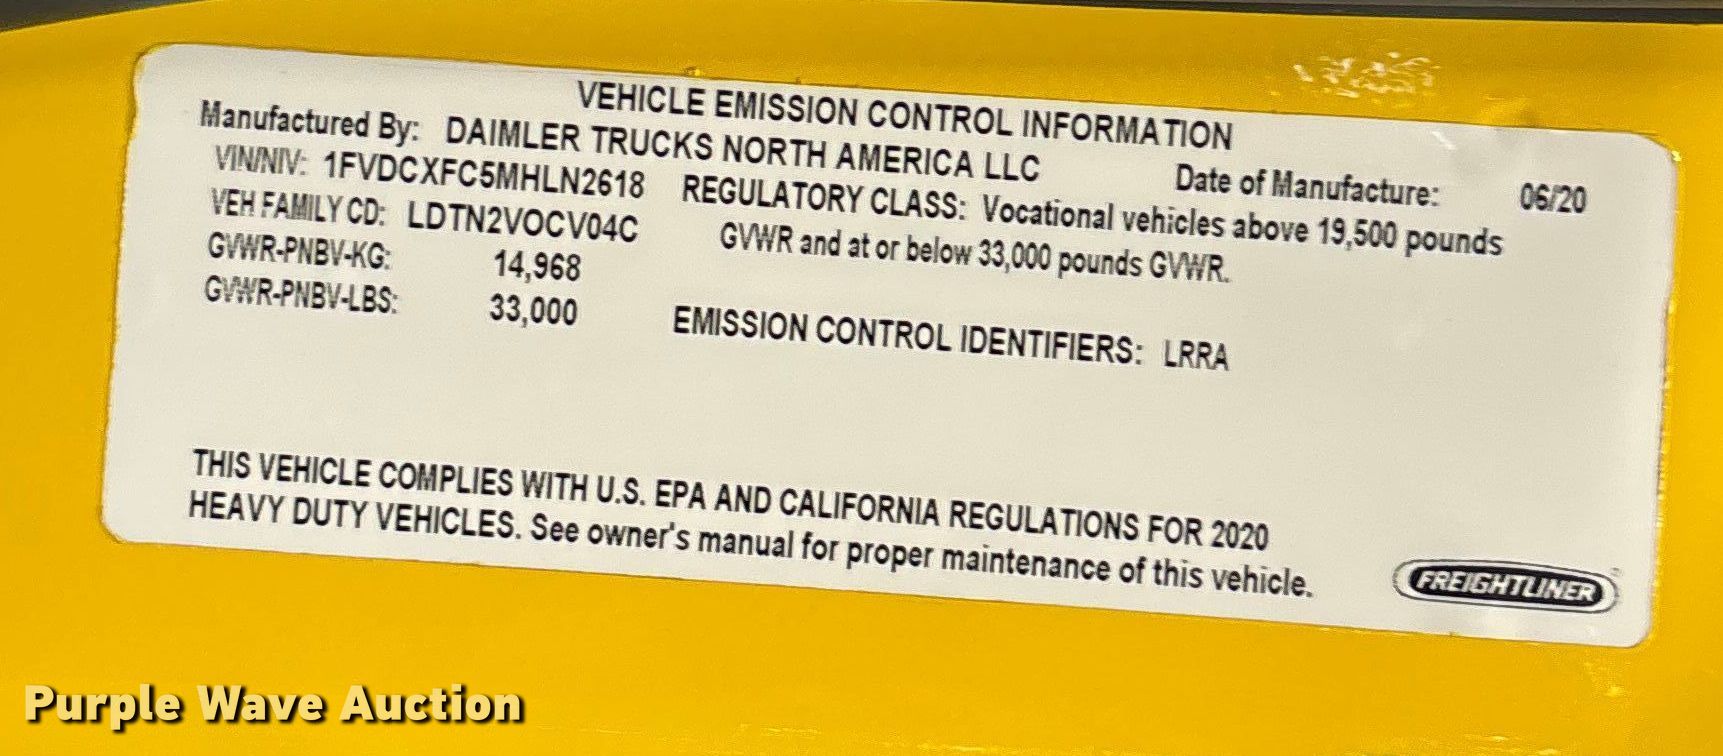 VEHICLE EMISSION CONTROL INFORMATION
Manufactured By: DAIMLER TRUCKS NORTH AMERICA LLC Date of Manufacture: 06/20
VIN/NIV: 1FVDCXFC5MHLN2618 REGULATORY CLASS: Vocational vehicles above 19,500 pounds
VEH FAMILY CD: LDTN2VOCV04C GVWR and at or below 33,000 pounds GVWR.
GVWR-PNBV-KG: 14,968
GVWR-PNBV-LBS: 33,000 EMISSION CONTROL IDENTIFIERS: LRRA
THIS VEHICLE COMPLIES WITH U.S. EPA AND CALIFORNIA REGULATIONS FOR 2020
HEAVY DUTY VEHICLES. See owner's manual for proper maintenance of this vehicle.
FREIGHTLINER
Purple Wave Auction